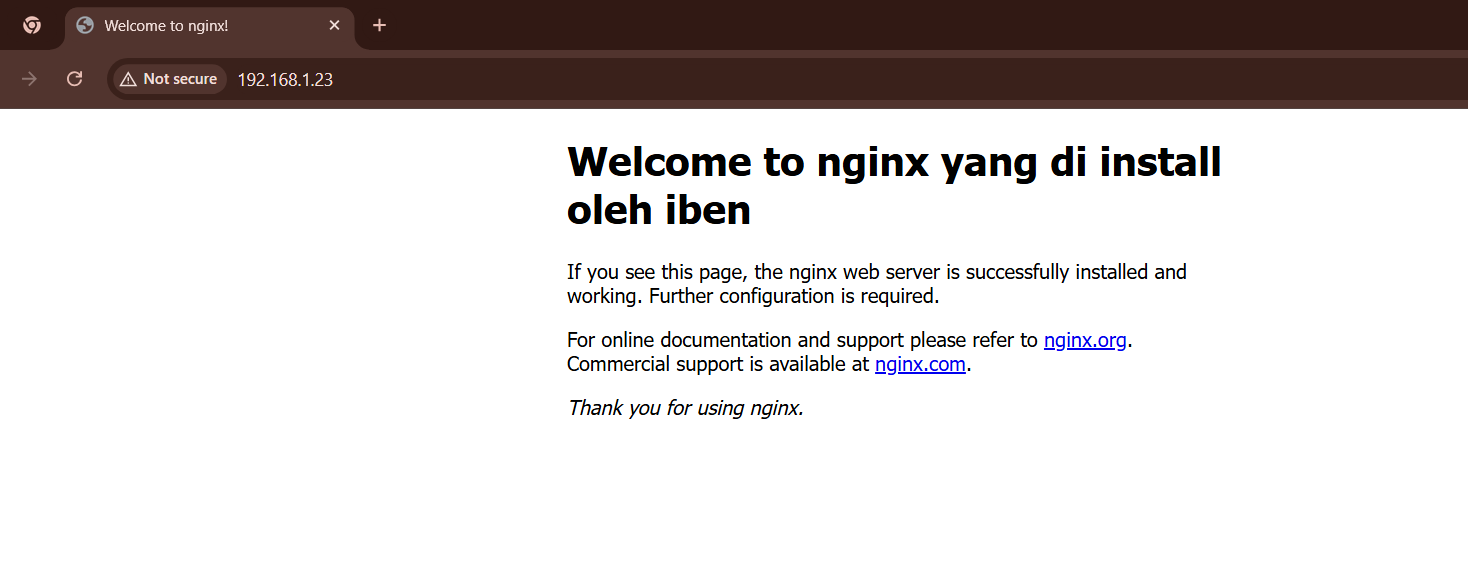 Welcome to nginx!
Not secure
192.168.1.23
Welcome to nginx yang di install
oleh iben
If you see this page, the nginx web server is successfully installed and
working. Further configuration is required.
For online documentation and support please refer to nginx.org.
Commercial support is available at nginx.com.
Thank you for using nginx.